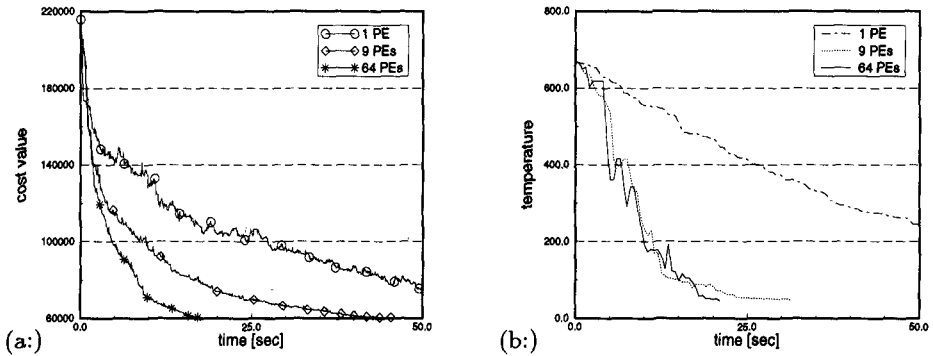 220000
180000
140000
100000
60000
cost value
0.0
25.0
50.0
time [sec]
1 PE
9 PEs
64 PEs
(a:)
800.0
600.0
400.0
200.0
0.0
temperature
0.0
25.0
50.0
time [sec]
1 PE
9 PEs
64 PEs
(b:)